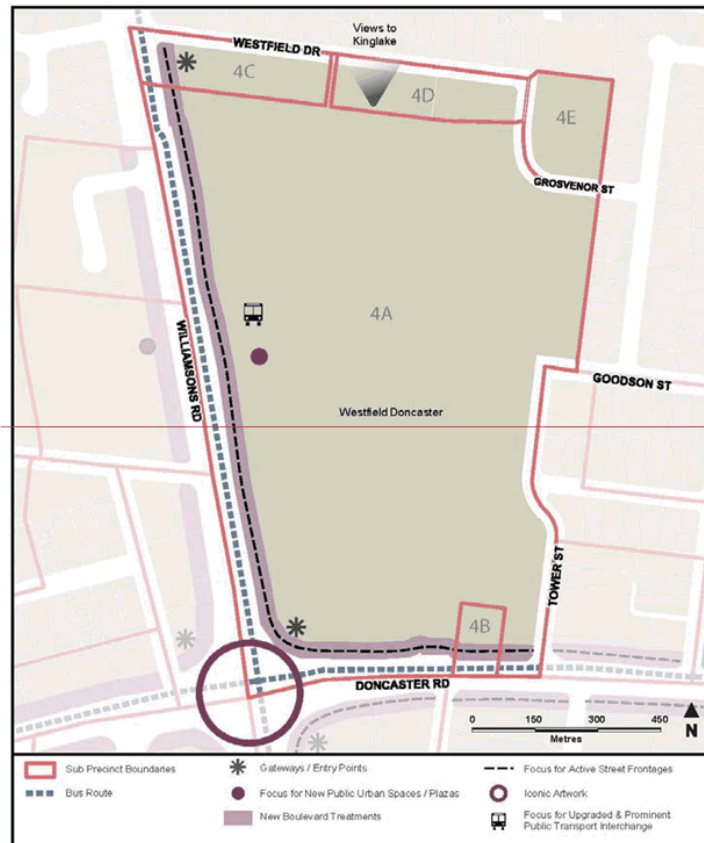 Views to
Kinglake
WESTFIELD DR
4C
4D
4E
GROSVENOR ST
4A
WILLIAMSONS RD
GOODSON ST
Westfield Doncaster
TOWER ST
4B
DONCASTER RD
0 150 300 450
Metres
N
Sub Precinct Boundaries
Gateways / Entry Points
Focus for Active Street Frontages
Bus Route
Focus for New Public Urban Spaces / Plazas
Iconic Artwork
New Boulevard Treatments
Focus for Upgraded & Prominent
Public Transport Interchange